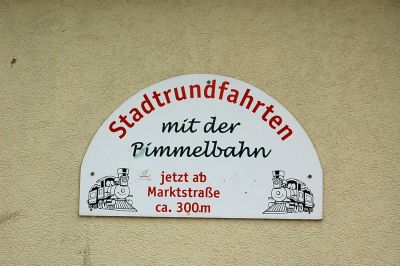 Stadtrundfahrten
mit der
Pimmelbahn
jetzt ab
Marktstraße
ca. 300m